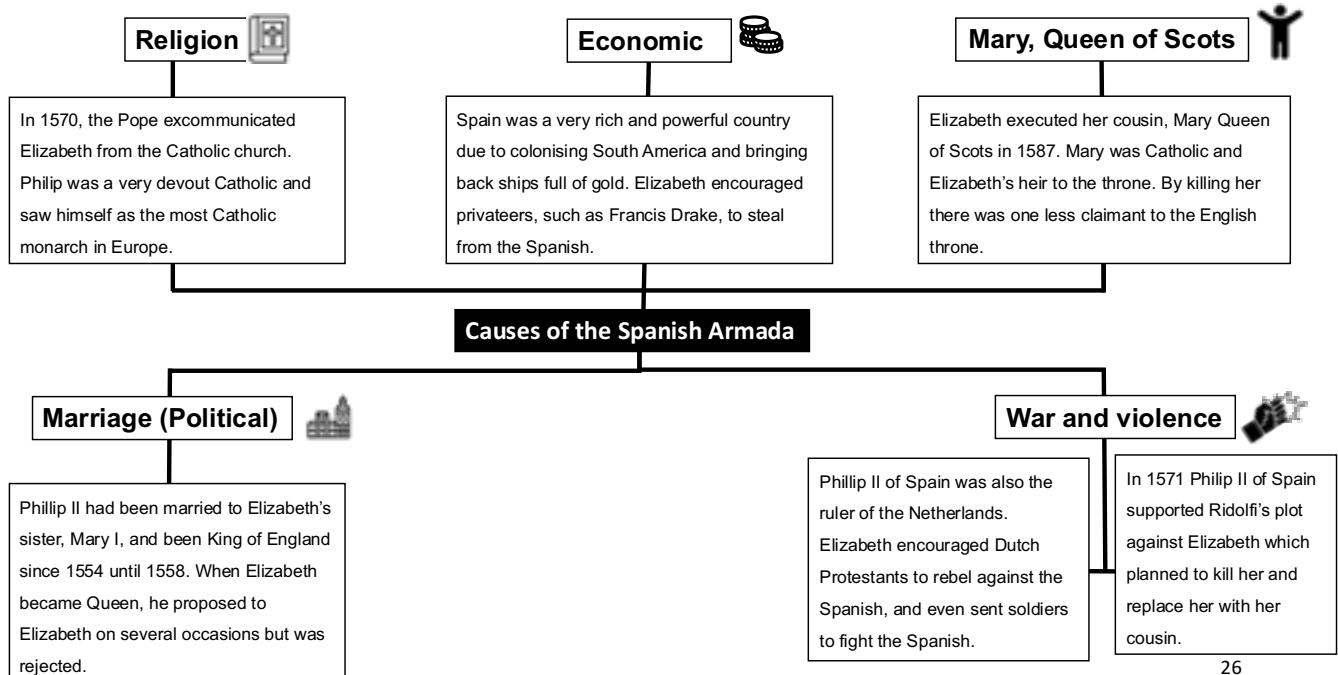 Religion
In 1570, the Pope excommunicated
Elizabeth from the Catholic church.
Philip was a very devout Catholic and
saw himself as the most Catholic
monarch in Europe.
Economic
Spain was a very rich and powerful country
due to colonising South America and bringing
back ships full of gold. Elizabeth encouraged
privateers, such as Francis Drake, to steal
from the Spanish.
Mary, Queen of Scots
Elizabeth executed her cousin, Mary Queen
of Scots in 1587. Mary was Catholic and
Elizabeth’s heir to the throne. By killing her
there was one less claimant to the English
throne.
Causes of the Spanish Armada
Marriage (Political)
Phillip II had been married to Elizabeth’s
sister, Mary I, and been King of England
since 1554 until 1558. When Elizabeth
became Queen, he proposed to
Elizabeth on several occasions but was
rejected.
War and violence
Phillip II of Spain was also the
ruler of the Netherlands.
Elizabeth encouraged Dutch
Protestants to rebel against the
Spanish, and even sent soldiers
to fight the Spanish.
In 1571 Philip II of Spain
supported Ridolfi’s plot
against Elizabeth which
planned to kill her and
replace her with her
cousin.
26